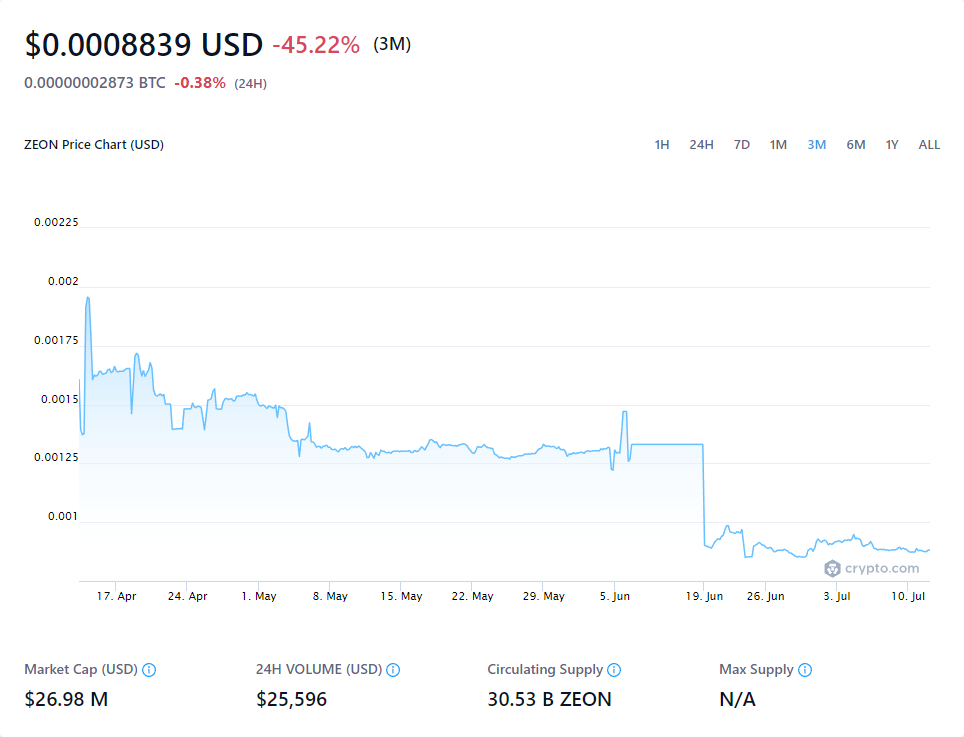 $0.0008839 USD -45.22% (3M)
0.00000002873 BTC -0.38% (24H)
ZEON Price Chart (USD) 1H 24H 7D 1M 3M 6M 1Y ALL
0.00225
0.002
0.00175
0.0015
0.00125
0.001
crypto.com
17. Apr 24. Apr 1. May 8. May 15. May 22. May 29. May 5. Jun 19. Jun 26. Jun 3. Jul 10. Jul
Market Cap (USD) 24H VOLUME (USD) Circulating Supply Max Supply
$26.98 M $25,596 30.53 B ZEON N/A